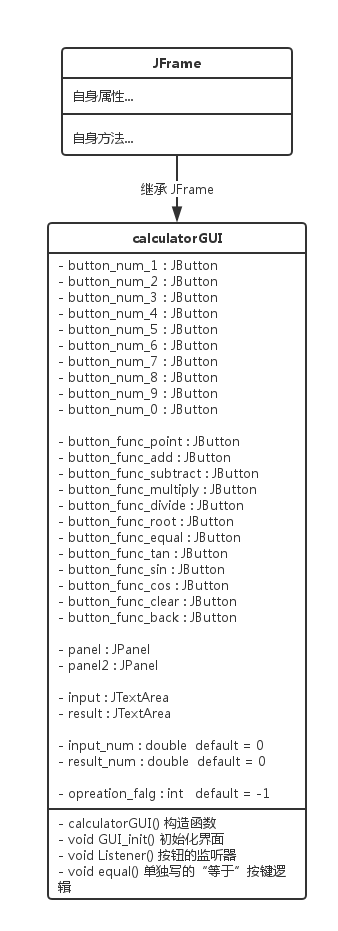 JFrame
自身属性...
自身方法...
继承 JFrame
calculatorGUI
- button_num_1 : JButton
- button_num_2 : JButton
- button_num_3 : JButton
- button_num_4 : JButton
- button_num_5 : JButton
- button_num_6 : JButton
- button_num_7 : JButton
- button_num_8 : JButton
- button_num_9 : JButton
- button_num_0 : JButton
- button_func_point : JButton
- button_func_add : JButton
- button_func_subtract : JButton
- button_func_multiply : JButton
- button_func_divide : JButton
- button_func_root : JButton
- button_func_equal : JButton
- button_func_tan : JButton
- button_func_sin : JButton
- button_func_cos : JButton
- button_func_clear : JButton
- button_func_back : JButton
- panel : JPanel
- panel2 : JPanel
- input : JTextArea
- result : JTextArea
- input_num : double  default = 0
- result_num : double  default = 0
- opreation_falg : int   default = -1
- calculatorGUI() 构造函数
- void GUI_init() 初始化界面
- void Listener() 按钮的监听器
- void equal() 单独写的“等于”按键逻
辑